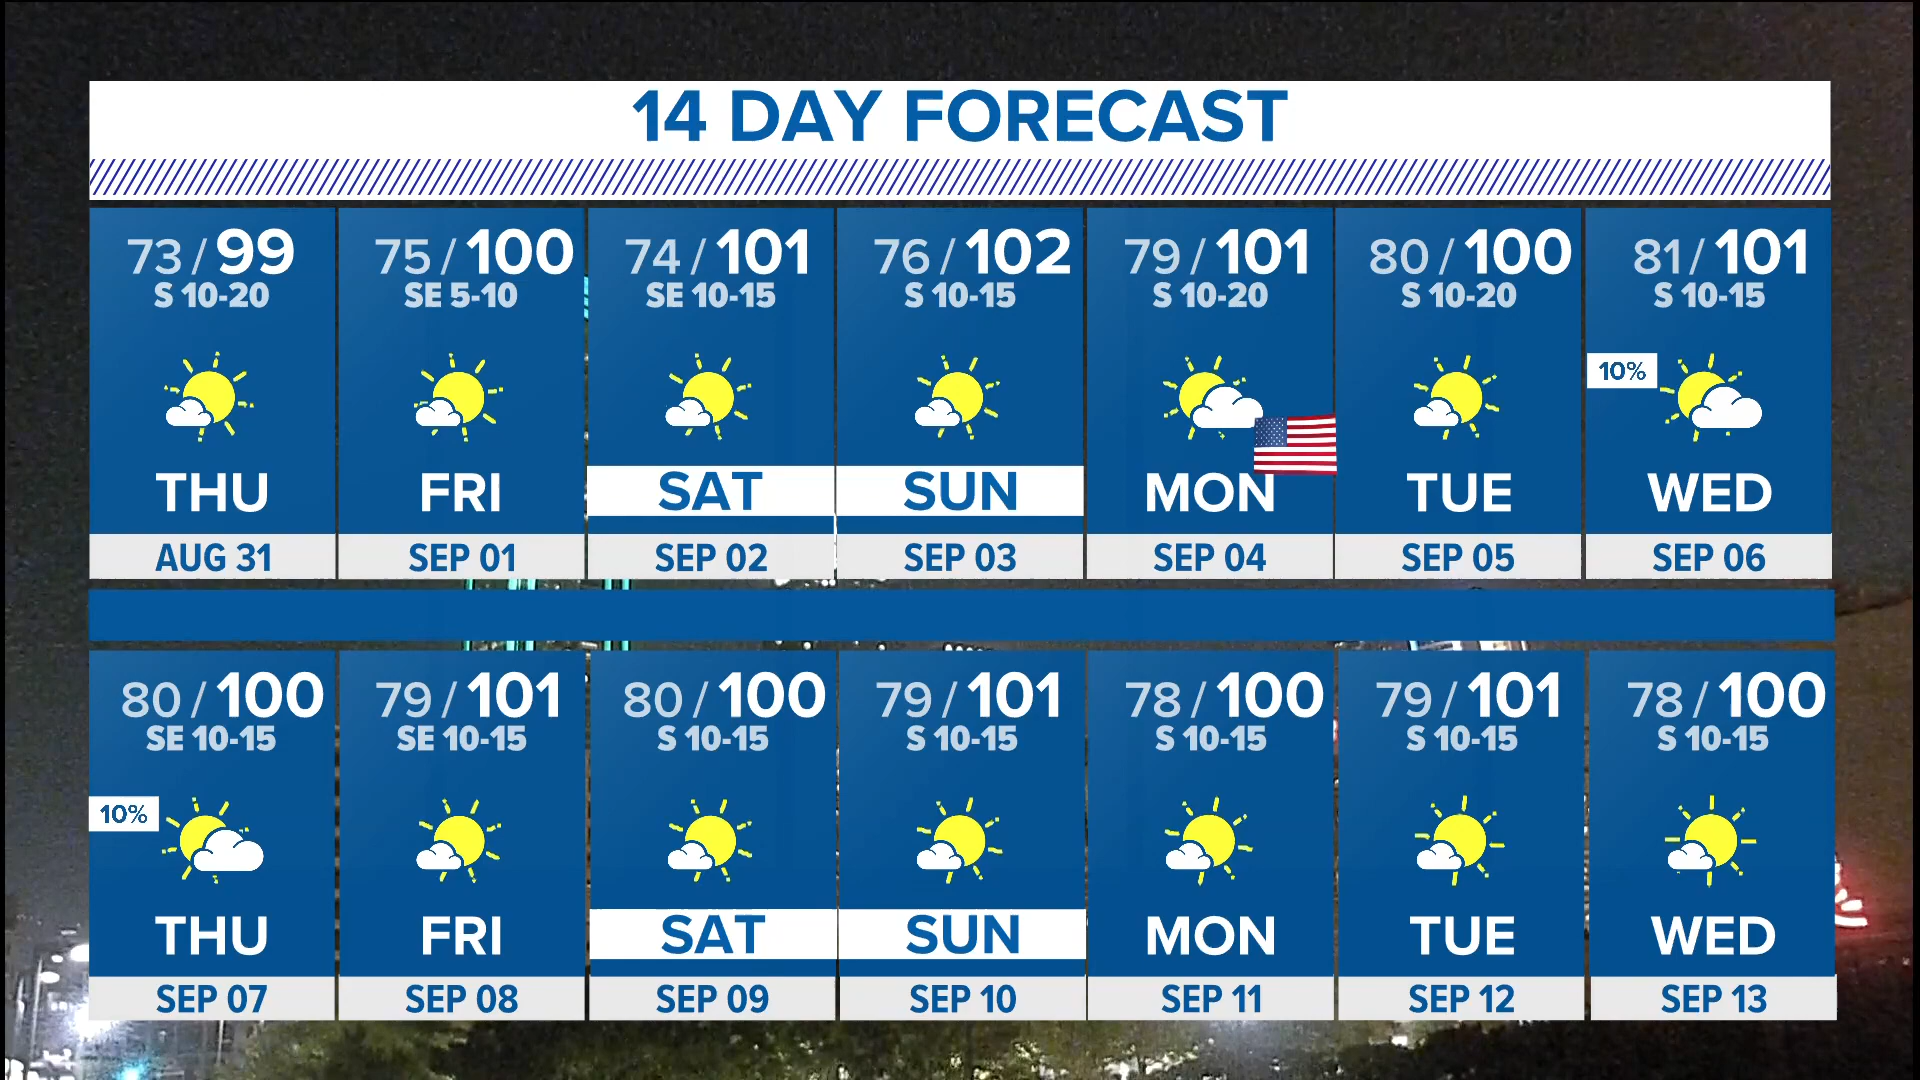 14 DAY FORECAST
73 / 99 75 / 100 74 / 101 76 / 102 79 / 101 80 / 100 81 / 101
S 10-20 SE 5-10 SE 10-15 S 10-15 S 10-20 S 10-20 S 10-15
10%
THU FRI SAT SUN MON TUE WED
AUG 31 SEP 01 SEP 02 SEP 03 SEP 04 SEP 05 SEP 06
80 / 100 79 / 101 80 / 100 79 / 101 78 / 100 79 / 101 78 / 100
SE 10-15 SE 10-15 S 10-15 S 10-15 S 10-15 S 10-15 S 10-15
10%
THU FRI SAT SUN MON TUE WED
SEP 07 SEP 08 SEP 09 SEP 10 SEP 11 SEP 12 SEP 13